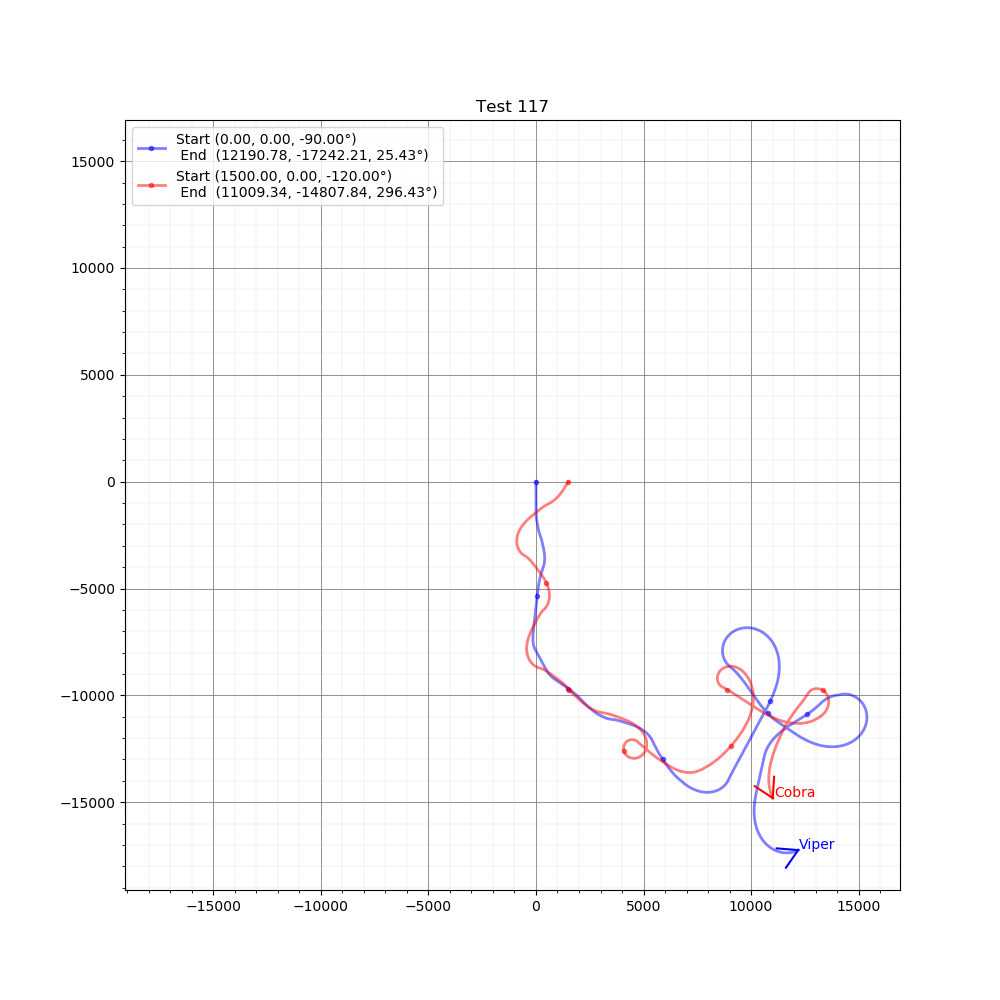 Test 117
Start (0.00, 0.00, -90.00°)
End  (12190.78, -17242.21, 25.43°)
Start (1500.00, 0.00, -120.00°)
End  (11009.34, -14807.84, 296.43°)
15000
10000
5000
0
−5000
−10000
−15000
Cobra
Viper
−15000 −10000 −5000 0 5000 10000 15000